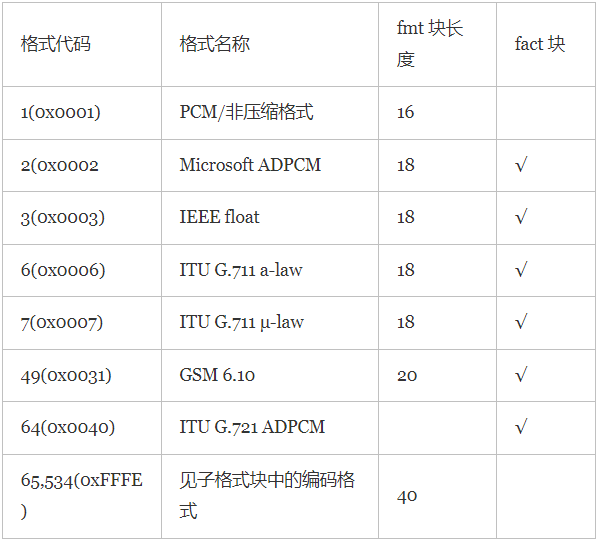 格式代码 格式名称 fmt 块长度 fact 块
1(0x0001) PCM/非压缩格式 16
2(0x0002 Microsoft ADPCM 18 √
3(0x0003) IEEE float 18 √
6(0x0006) ITU G.711 a-law 18 √
7(0x0007) ITU G.711 μ-law 18 √
49(0x0031) GSM 6.10 20 √
64(0x0040) ITU G.721 ADPCM √
65,534(0xFFFE) 见子格式块中的编码格式 40